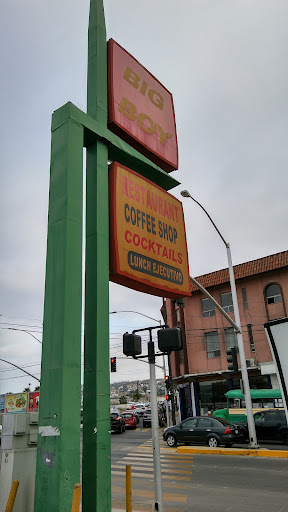 BIG
BOY
RESTAURANT
COFFEE SHOP
COCKTAILS
LUNCH EJECUTIVO